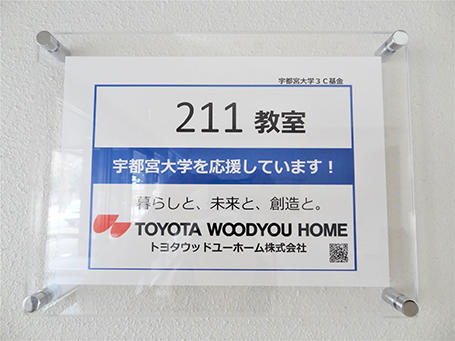 宇都宮大学３Ｃ基金
211 教室
宇都宮大学を応援しています！
暮らしと、未来と、創造と。
TOYOTA WOODYOU HOME
トヨタウッドユーホーム株式会社